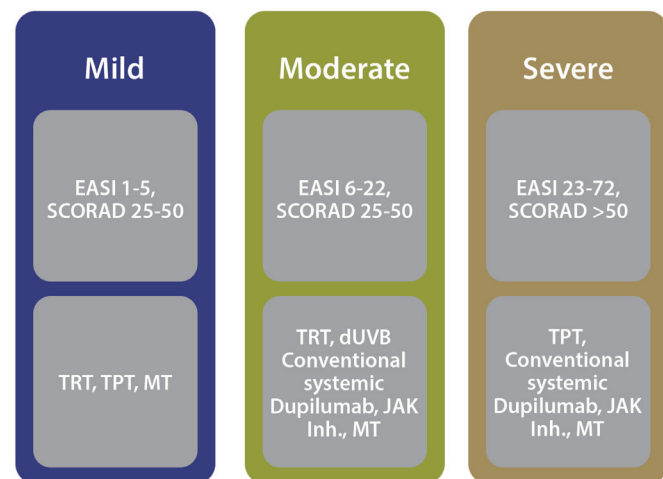 Mild
EASI 1-5,
SCORAD 25-50
TRT, TPT, MT
Moderate
EASI 6-22,
SCORAD 25-50
TRT, dUVB
Conventional
systemic
Dupilumab, JAK
Inh., MT
Severe
EASI 23-72,
SCORAD >50
TPT,
Conventional
systemic
Dupilumab, JAK
Inh., MT